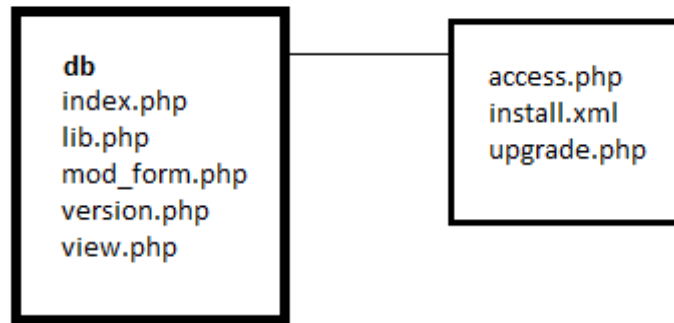 db
index.php
lib.php
mod_form.php
version.php
view.php
access.php
install.xml
upgrade.php